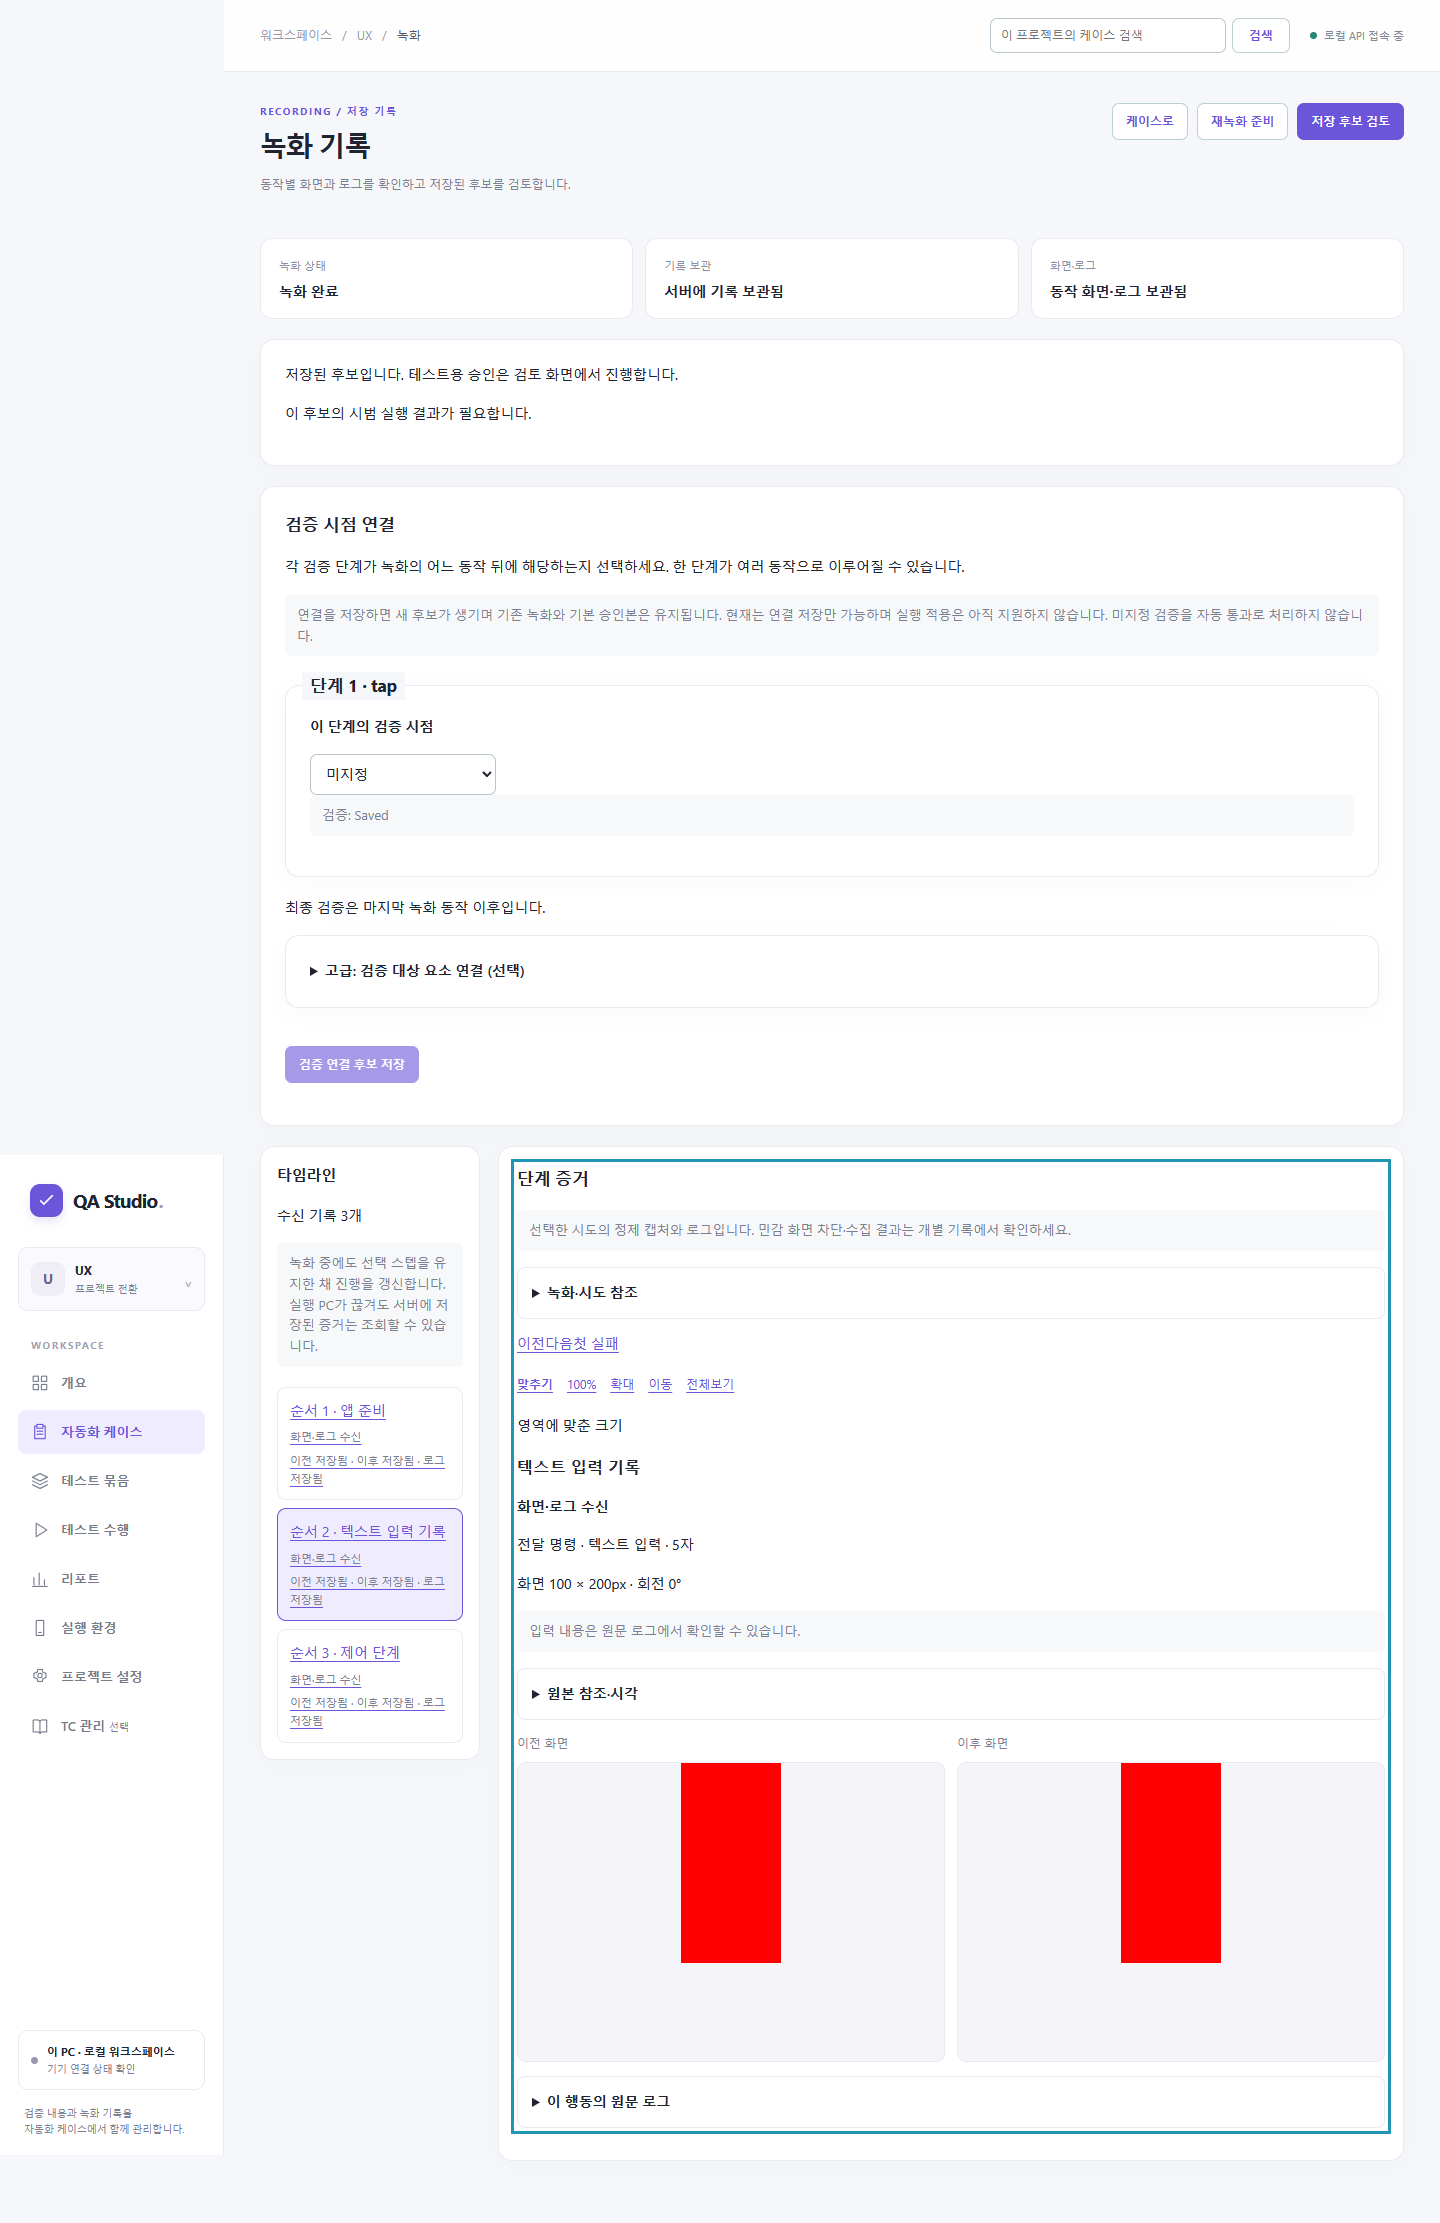 워크스페이스 / UX / 녹화
이 프로젝트의 케이스 검색
검색
로컬 API 접속 중
RECORDING / 저장 기록
녹화 기록
동작별 화면과 로그를 확인하고 저장된 후보를 검토합니다.
케이스로
재녹화 준비
저장 후보 검토
녹화 상태
녹화 완료
기록 보관
서버에 기록 보관됨
화면·로그
동작 화면·로그 보관됨
저장된 후보입니다. 테스트용 승인은 검토 화면에서 진행합니다.
이 후보의 시범 실행 결과가 필요합니다.
검증 시점 연결
각 검증 단계가 녹화의 어느 동작 뒤에 해당하는지 선택하세요. 한 단계가 여러 동작으로 이루어질 수 있습니다.
연결을 저장하면 새 후보가 생기며 기존 녹화와 기본 승인본은 유지됩니다. 현재는 연결 저장만 가능하며 실행 적용은 아직 지원하지 않습니다. 미지정 검증을 자동 통과로 처리하지 않습니
다.
단계 1 · tap
이 단계의 검증 시점
미지정
검증: Saved
최종 검증은 마지막 녹화 동작 이후입니다.
고급: 검증 대상 요소 연결 (선택)
검증 연결 후보 저장
QA Studio.
U
UX
프로젝트 전환
WORKSPACE
개요
자동화 케이스
테스트 묶음
테스트 수행
리포트
실행 환경
프로젝트 설정
TC 관리 선택
이 PC · 로컬 워크스페이스
기기 연결 상태 확인
검증 내용과 녹화 기록을
자동화 케이스에서 함께 관리합니다.
타임라인
수신 기록 3개
녹화 중에도 선택 스텝을 유
지한 채 진행을 갱신합니다.
실행 PC가 끊겨도 서버에 저
장된 증거는 조회할 수 있습
니다.
순서 1 · 앱 준비
화면·로그 수신
이전 저장됨 · 이후 저장됨 · 로그
저장됨
순서 2 · 텍스트 입력 기록
화면·로그 수신
이전 저장됨 · 이후 저장됨 · 로그
저장됨
순서 3 · 제어 단계
화면·로그 수신
이전 저장됨 · 이후 저장됨 · 로그
저장됨
단계 증거
선택한 시도의 정제 캡처와 로그입니다. 민감 화면 차단·수집 결과는 개별 기록에서 확인하세요.
녹화·시도 참조
이전다음첫 실패
맞추기 100% 확대 이동 전체보기
영역에 맞춘 크기
텍스트 입력 기록
화면·로그 수신
전달 명령 · 텍스트 입력 · 5자
화면 100 × 200px · 회전 0°
입력 내용은 원문 로그에서 확인할 수 있습니다.
원본 참조·시각
이전 화면
이후 화면
이 행동의 원문 로그